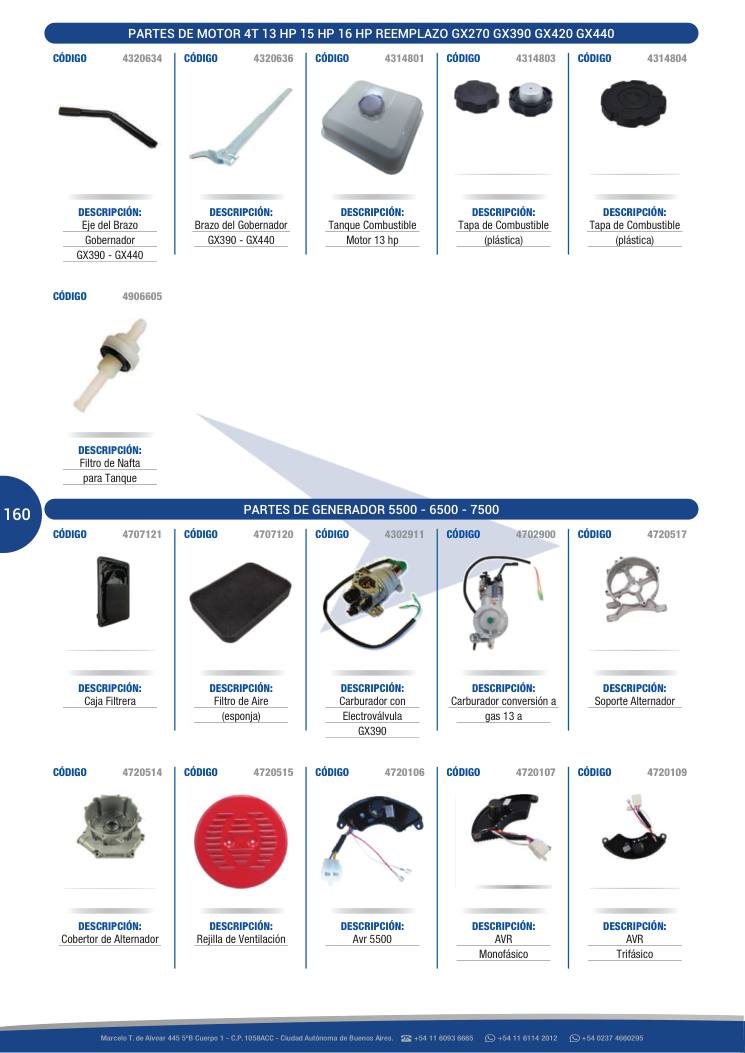 PARTES DE MOTOR 4T 13 HP 15 HP 16 HP REEMPLAZO GX270 GX390 GX420 GX440
CÓDIGO 4320634
DESCRIPCIÓN:
Eje del Brazo
Gobernador
GX390 - GX440
CÓDIGO 4320636
DESCRIPCIÓN:
Brazo del Gobernador
GX390 - GX440
CÓDIGO 4314801
DESCRIPCIÓN:
Tanque Combustible
Motor 13 hp
CÓDIGO 4314803
DESCRIPCIÓN:
Tapa de Combustible
(plástica)
CÓDIGO 4314804
DESCRIPCIÓN:
Tapa de Combustible
(plástica)
CÓDIGO 4906605
DESCRIPCIÓN:
Filtro de Nafta
para Tanque
160
PARTES DE GENERADOR 5500 - 6500 - 7500
CÓDIGO 4707121
DESCRIPCIÓN:
Caja Filtrera
CÓDIGO 4707120
DESCRIPCIÓN:
Filtro de Aire
(esponja)
CÓDIGO 4302911
DESCRIPCIÓN:
Carburador con
Electroválvula
GX390
CÓDIGO 4702900
DESCRIPCIÓN:
Carburador conversión a
gas 13 a
CÓDIGO 4720517
DESCRIPCIÓN:
Soporte Alternador
CÓDIGO 4720514
DESCRIPCIÓN:
Cobertor de Alternador
CÓDIGO 4720515
DESCRIPCIÓN:
Rejilla de Ventilación
CÓDIGO 4720106
DESCRIPCIÓN:
Avr 5500
CÓDIGO 4720107
DESCRIPCIÓN:
AVR
Monofásico
CÓDIGO 4720109
DESCRIPCIÓN:
AVR
Trifásico
Marcelo T. de Alvear 445 5ºB Cuerpo 1 - C.P. 1058ACC - Ciudad Autónoma de Buenos Aires. +54 11 6093 6665 +54 11 6114 2012 +54 0237 4660295